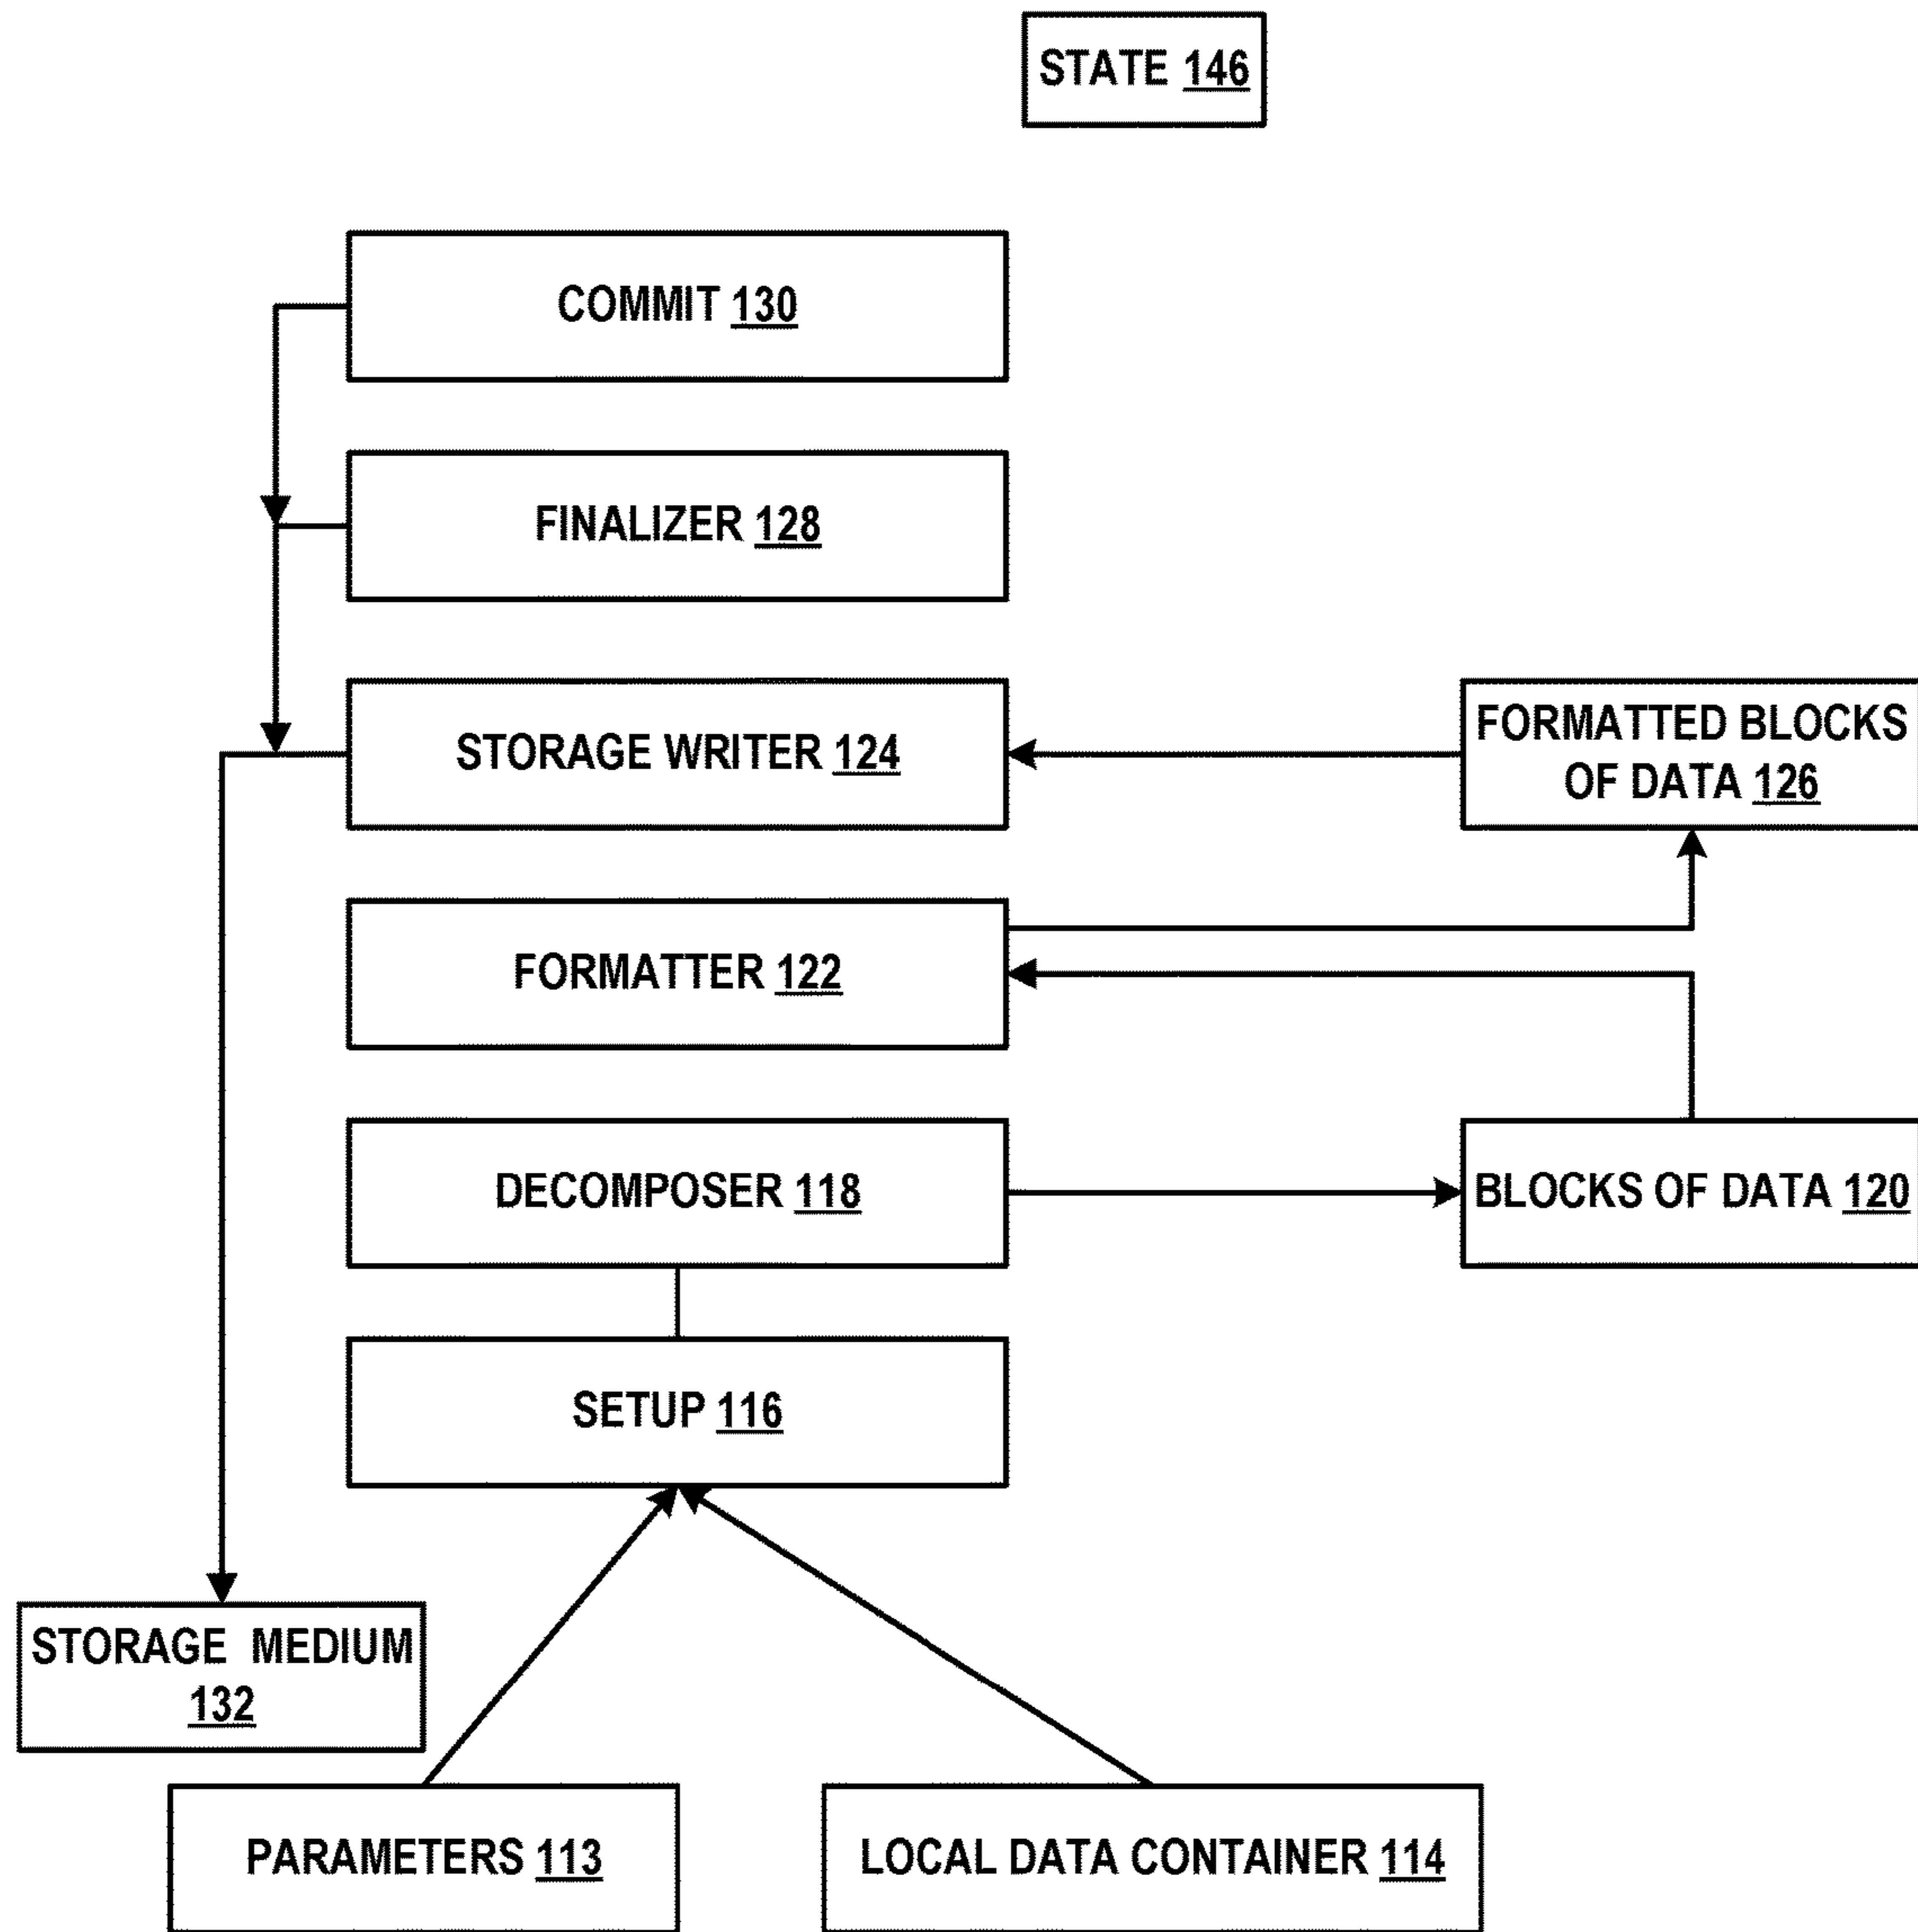 STATE 146
COMMIT 130
FINALIZER 128
STORAGE WRITER 124
FORMATTED BLOCKS
OF DATA 126
FORMATTER 122
DECOMPOSER 118
BLOCKS OF DATA 120
SETUP 116
STORAGE MEDIUM
132
PARAMETERS 113
LOCAL DATA CONTAINER 114